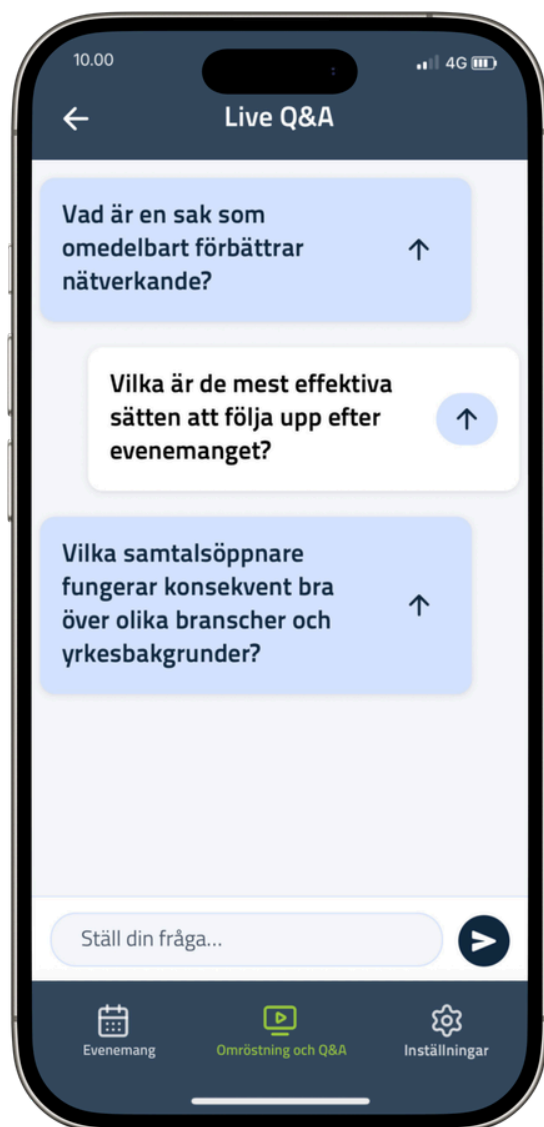 10.00
4G
Live Q&A
Vad är en sak som
omedelbart förbättrar
nätverkande?
Vilka är de mest effektiva
sätten att följa upp efter
evenemanget?
Vilka samtalsöppnare
fungerar konsekvent bra
över olika branscher och
yrkesbakgrunder?
Ställ din fråga...
Evenemang
Omröstning och Q&A
Inställningar